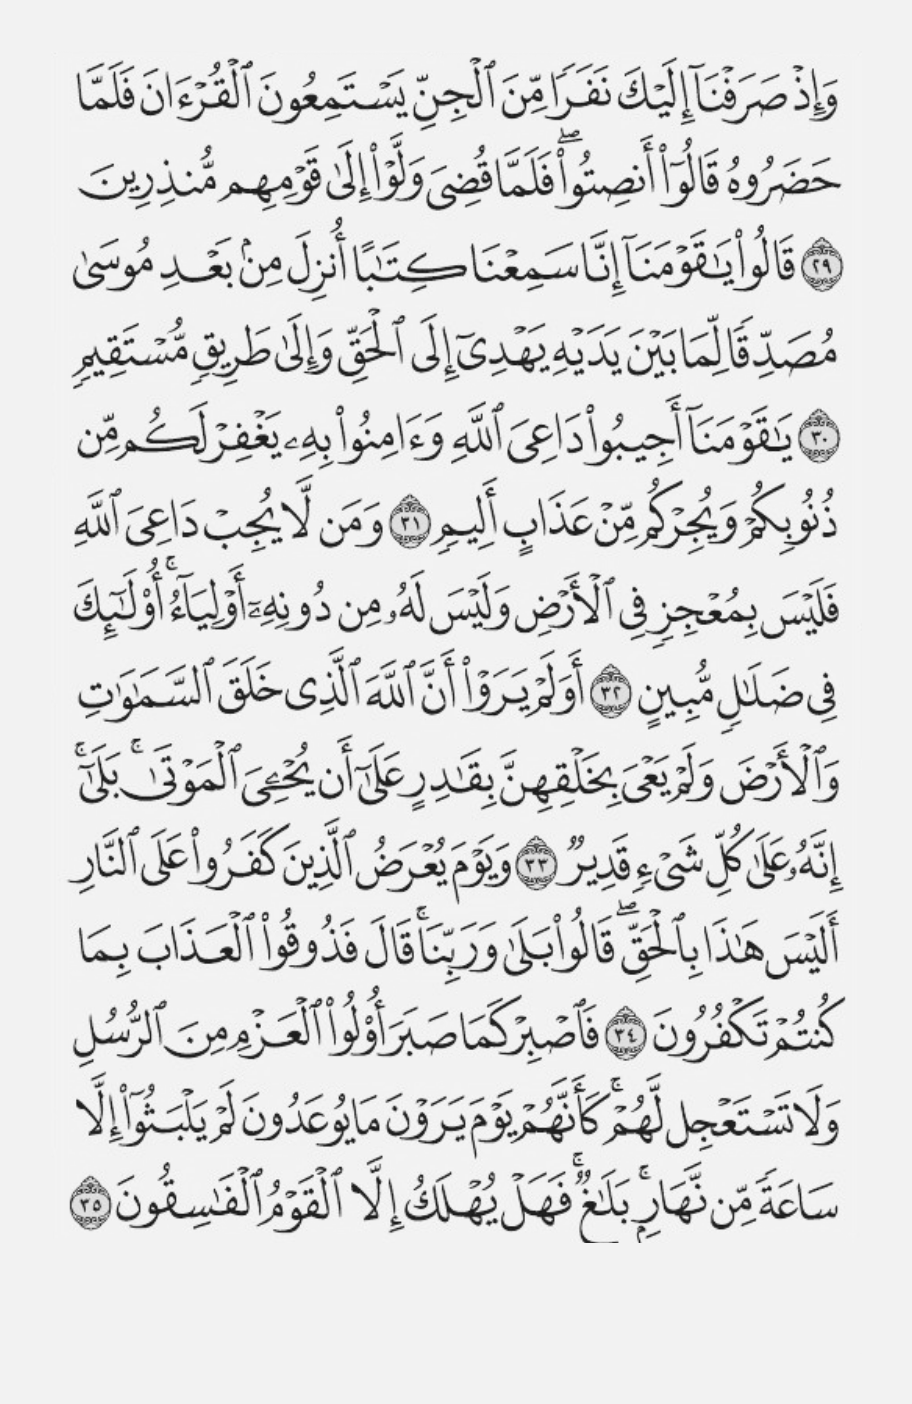 وَإِذۡ صَرَفۡنَآ إِلَيۡكَ نَفَرٗا مِّنَ ٱلۡجِنِّ يَسۡتَمِعُونَ ٱلۡقُرۡءَانَ فَلَمَّا
حَضَرُوهُ قَالُوٓاْ أَنصِتُواْۖ فَلَمَّا قُضِيَ وَلَّوۡاْ إِلَىٰ قَوۡمِهِم مُّنذِرِينَ
٢٩ قَالُواْ يَٰقَوۡمَنَآ إِنَّا سَمِعۡنَا كِتَٰبًا أُنزِلَ مِنۢ بَعۡدِ مُوسَىٰ
مُصَدِّقٗا لِّمَا بَيۡنَ يَدَيۡهِ يَهۡدِيٓ إِلَى ٱلۡحَقِّ وَإِلَىٰ طَرِيقٖ مُّسۡتَقِيمٖ
٣٠ يَٰقَوۡمَنَآ أَجِيبُواْ دَاعِيَ ٱللَّهِ وَءَامِنُواْ بِهِۦ يَغۡفِرۡ لَكُم مِّن
ذُنُوبِكُمۡ وَيُجِرۡكُم مِّنۡ عَذَابٍ أَلِيمٖ ٣١ وَمَن لَّا يُجِبۡ دَاعِيَ ٱللَّهِ
فَلَيۡسَ بِمُعۡجِزٖ فِي ٱلۡأَرۡضِ وَلَيۡسَ لَهُۥ مِن دُونِهِۦٓ أَوۡلِيَآءُۚ أُوْلَٰٓئِكَ
فِي ضَلَٰلٖ مُّبِينٍ ٣٢ أَوَلَمۡ يَرَوۡاْ أَنَّ ٱللَّهَ ٱلَّذِي خَلَقَ ٱلسَّمَٰوَٰتِ
وَٱلۡأَرۡضَ وَلَمۡ يَعۡيَ بِخَلۡقِهِنَّ بِقَٰدِرٍ عَلَىٰٓ أَن يُحۡـِۧيَ ٱلۡمَوۡتَىٰۚ بَلَىٰٓۚ
إِنَّهُۥ عَلَىٰ كُلِّ شَيۡءٖ قَدِيرٞ ٣٣ وَيَوۡمَ يُعۡرَضُ ٱلَّذِينَ كَفَرُواْ عَلَى ٱلنَّارِ
أَلَيۡسَ هَٰذَا بِٱلۡحَقِّۖ قَالُواْ بَلَىٰ وَرَبِّنَاۚ قَالَ فَذُوقُواْ ٱلۡعَذَابَ بِمَا
كُنتُمۡ تَكۡفُرُونَ ٣٤ فَٱصۡبِرۡ كَمَا صَبَرَ أُوْلُواْ ٱلۡعَزۡمِ مِنَ ٱلرُّسُلِ
وَلَا تَسۡتَعۡجِل لَّهُمۡۚ كَأَنَّهُمۡ يَوۡمَ يَرَوۡنَ مَا يُوعَدُونَ لَمۡ يَلۡبَثُوٓاْ إِلَّا
سَاعَةٗ مِّن نَّهَارِۭۚ بَلَٰغٞۚ فَهَلۡ يُهۡلَكُ إِلَّا ٱلۡقَوۡمُ ٱلۡفَٰسِقُونَ ٣٥